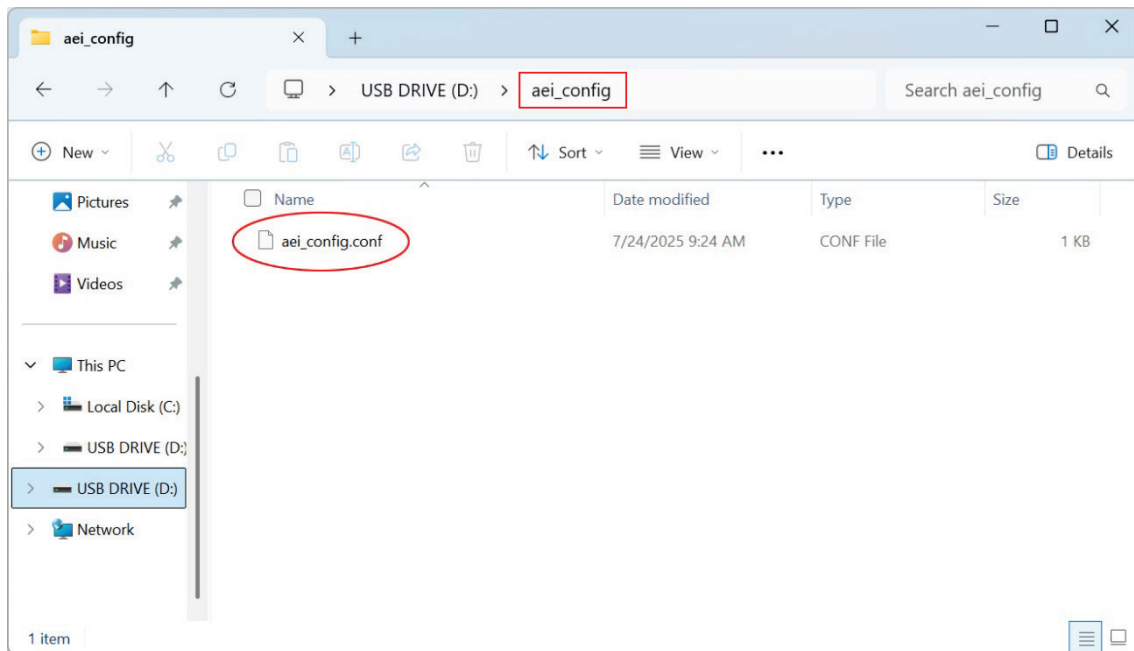 aei_config
USB DRIVE (D:) > aei_config
Search aei_config
New
Sort
View
Details
Pictures
Music
Videos
This PC
Local Disk (C:)
USB DRIVE (D:)
USB DRIVE (D:)
Network
Name Date modified Type Size
aei_config.conf 7/24/2025 9:24 AM CONF File 1 KB
1 item